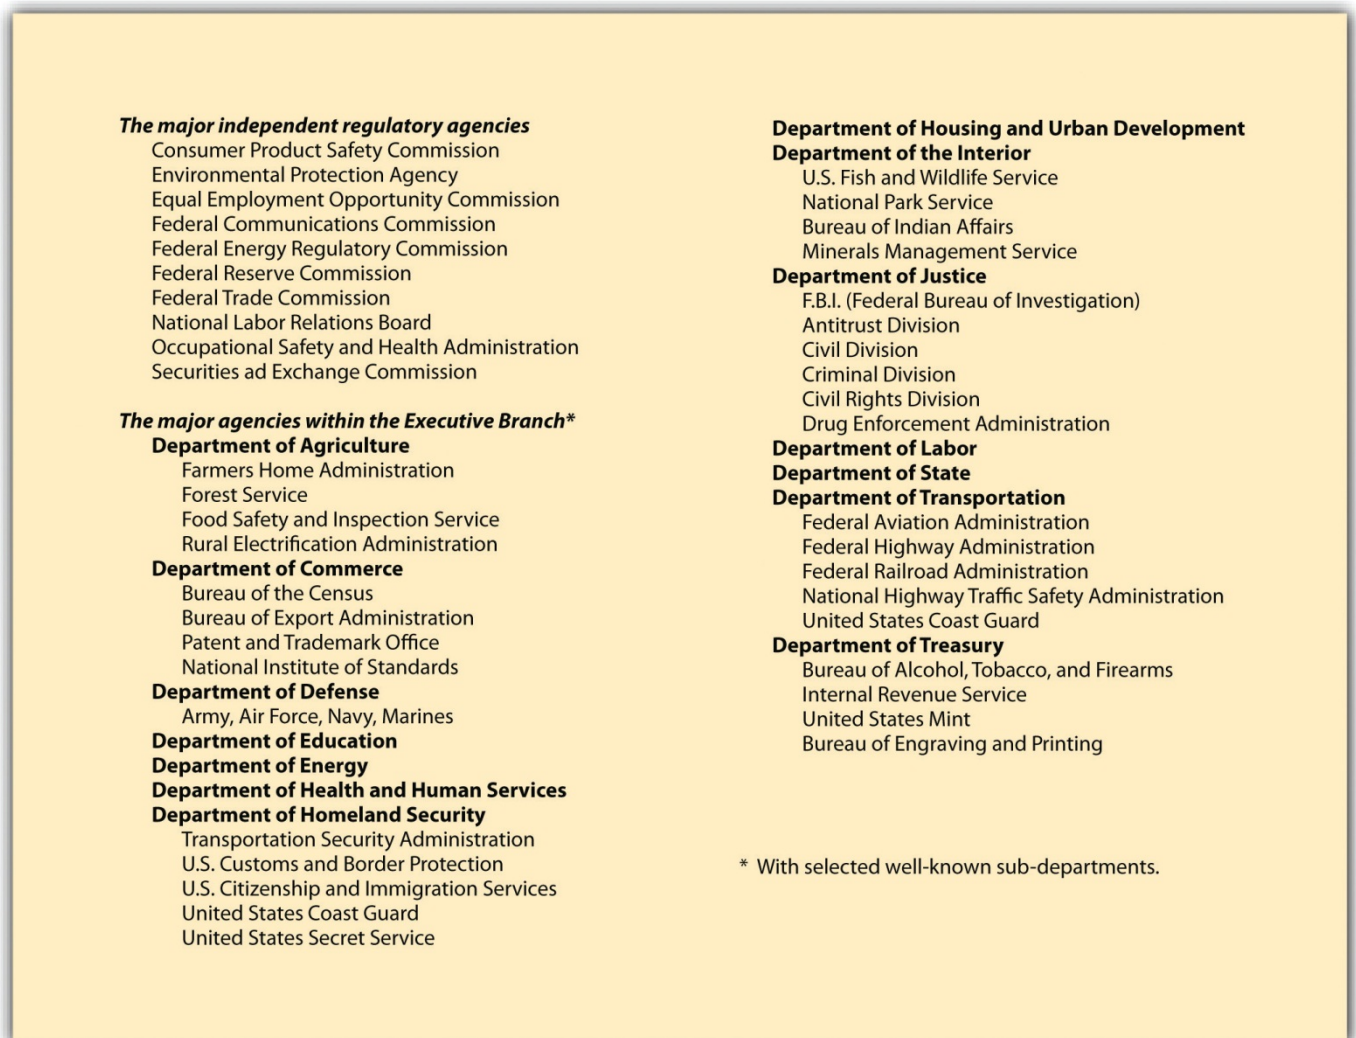 The major independent regulatory agencies
Consumer Product Safety Commission
Environmental Protection Agency
Equal Employment Opportunity Commission
Federal Communications Commission
Federal Energy Regulatory Commission
Federal Reserve Commission
Federal Trade Commission
National Labor Relations Board
Occupational Safety and Health Administration
Securities ad Exchange Commission
The major agencies within the Executive Branch*
Department of Agriculture
Farmers Home Administration
Forest Service
Food Safety and Inspection Service
Rural Electrification Administration
Department of Commerce
Bureau of the Census
Bureau of Export Administration
Patent and Trademark Office
National Institute of Standards
Department of Defense
Army, Air Force, Navy, Marines
Department of Education
Department of Energy
Department of Health and Human Services
Department of Homeland Security
Transportation Security Administration
U.S. Customs and Border Protection
U.S. Citizenship and Immigration Services
United States Coast Guard
United States Secret Service
Department of Housing and Urban Development
Department of the Interior
U.S. Fish and Wildlife Service
National Park Service
Bureau of Indian Affairs
Minerals Management Service
Department of Justice
F.B.I. (Federal Bureau of Investigation)
Antitrust Division
Civil Division
Criminal Division
Civil Rights Division
Drug Enforcement Administration
Department of Labor
Department of State
Department of Transportation
Federal Aviation Administration
Federal Highway Administration
Federal Railroad Administration
National Highway Traffic Safety Administration
United States Coast Guard
Department of Treasury
Bureau of Alcohol, Tobacco, and Firearms
Internal Revenue Service
United States Mint
Bureau of Engraving and Printing
* With selected well-known sub-departments.